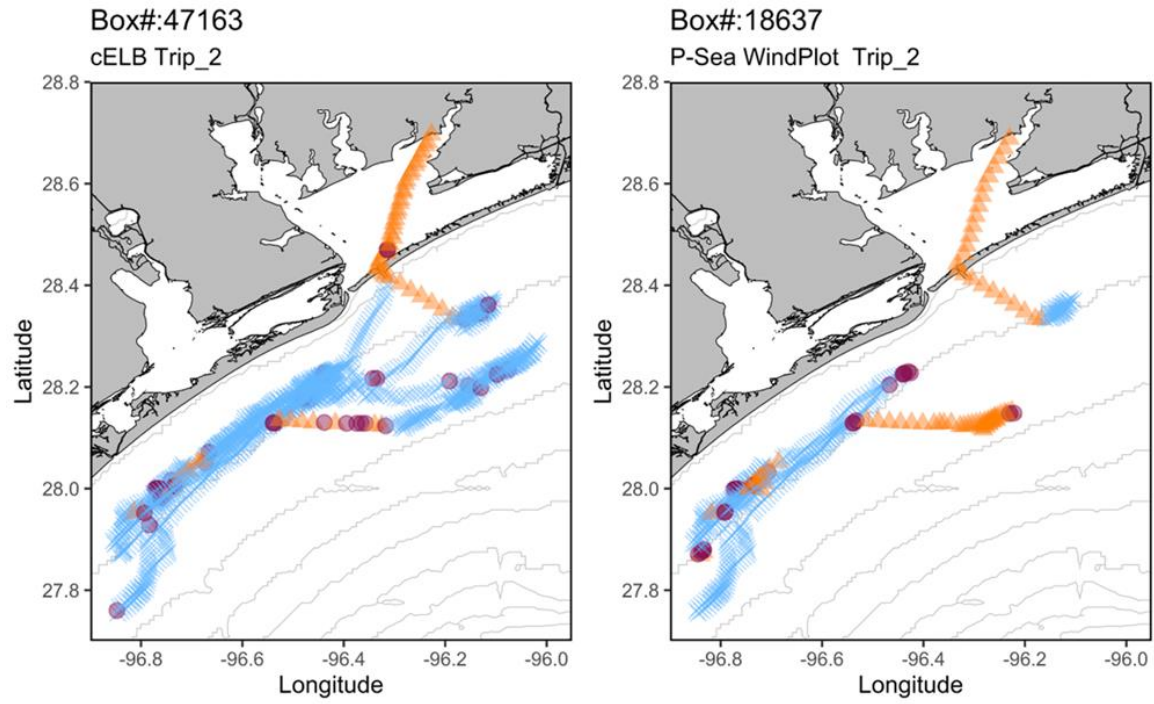 Box#:47163
cELB Trip_2
28.8
28.6
28.4
28.2
28.0
27.8
Latitude
-96.8 -96.6 -96.4 -96.2 -96.0
Longitude
Box#:18637
P-Sea WindPlot Trip_2
28.8
28.6
28.4
28.2
28.0
27.8
Latitude
-96.8 -96.6 -96.4 -96.2 -96.0
Longitude